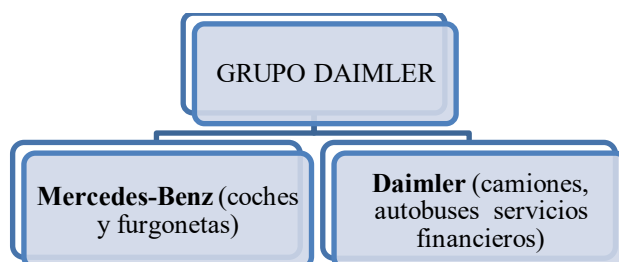 GRUPO DAIMLER
Mercedes-Benz (coches
y furgonetas)
Daimler (camiones,
autobuses servicios
financieros)